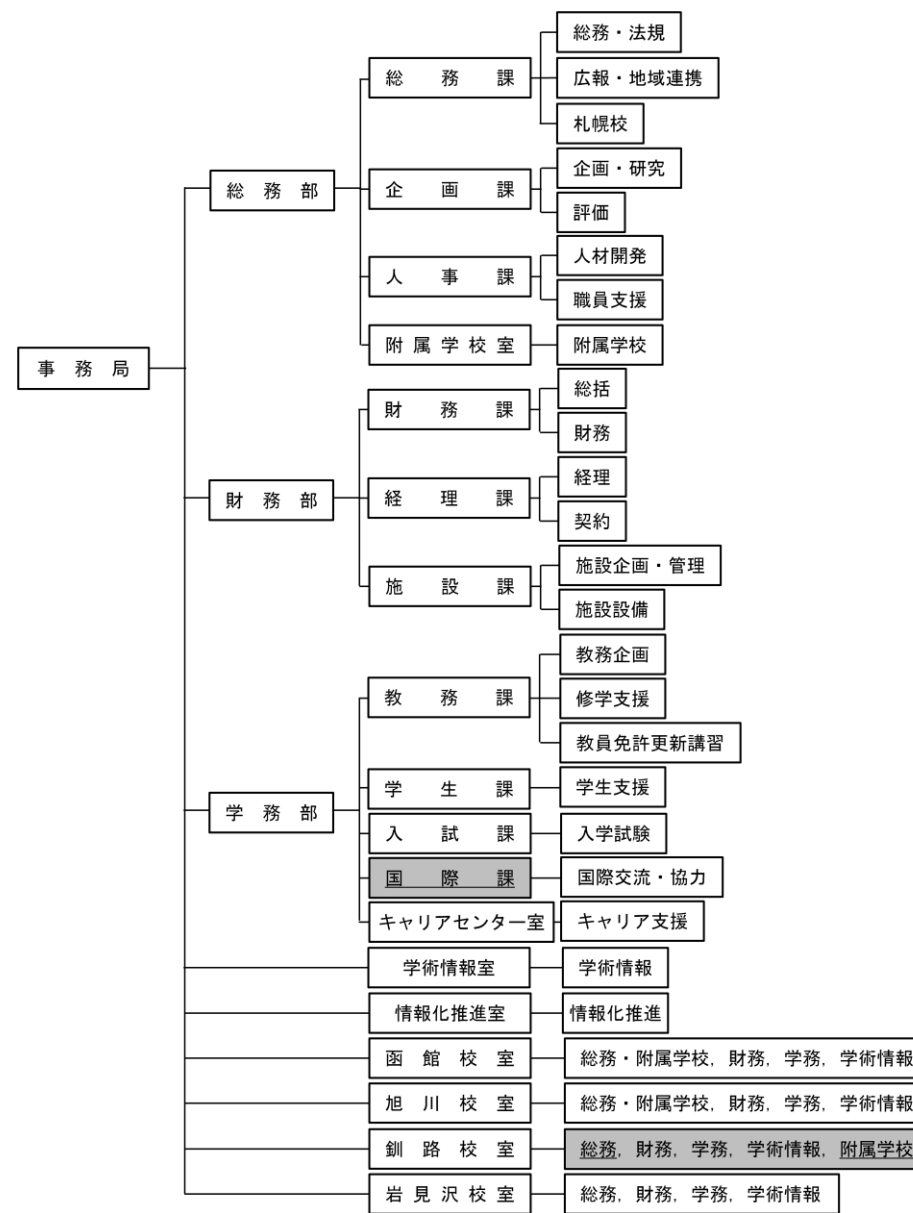 総務・法規
総務課
広報・地域連携
札幌校
企画・研究
総務部
企画課
評価
人材開発
人事課
職員支援
附属学校室
附属学校
事務局
総括
財務課
財務
経理
財務部
経理課
契約
施設企画・管理
施設課
施設設備
教務企画
教務課
修学支援
教員免許更新講習
学生課
学生支援
学務部
入試課
入学試験
国際課
国際交流・協力
キャリアセンター室
キャリア支援
学術情報室
学術情報
情報化推進室
情報化推進
函館校室
総務・附属学校, 財務, 学務, 学術情報
旭川校室
総務・附属学校, 財務, 学務, 学術情報
釧路校室
総務, 財務, 学務, 学術情報, 附属学校
岩見沢校室
総務, 財務, 学務, 学術情報